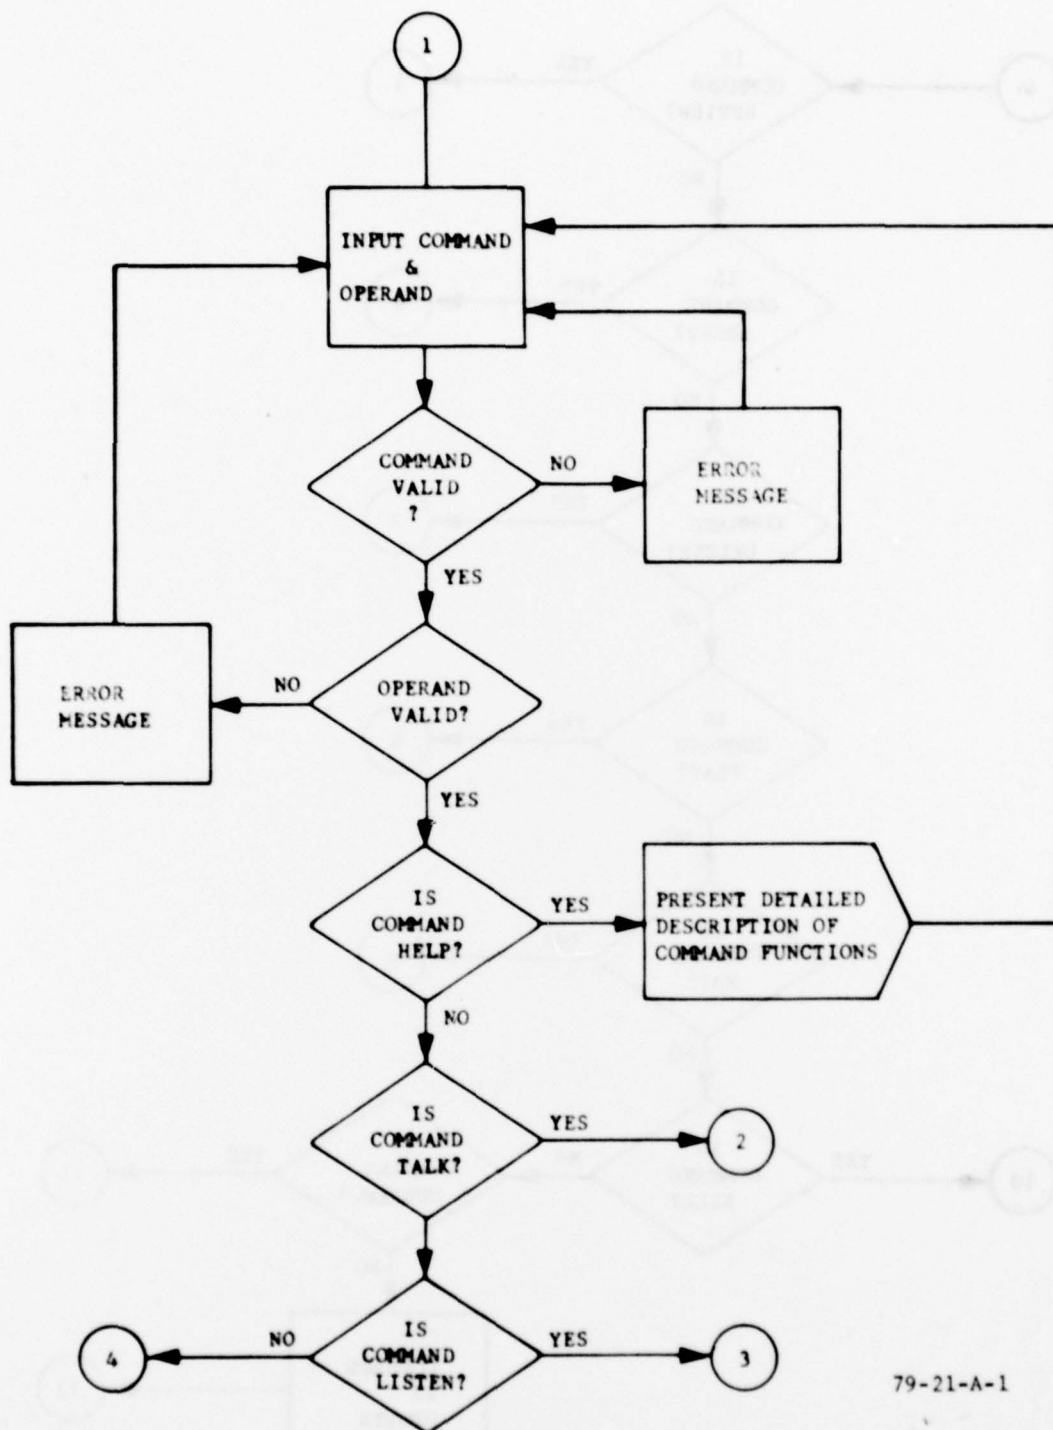 1
INPUT COMMAND
&
OPERAND
COMMAND
VALID
?
NO
ERROR
MESSAGE
YES
OPERAND
VALID?
NO
ERROR
MESSAGE
YES
IS
COMMAND
HELP?
YES
PRESENT DETAILED
DESCRIPTION OF
COMMAND FUNCTIONS
NO
IS
COMMAND
TALK?
YES
2
IS
COMMAND
LISTEN?
NO
4
YES
3
79-21-A-1